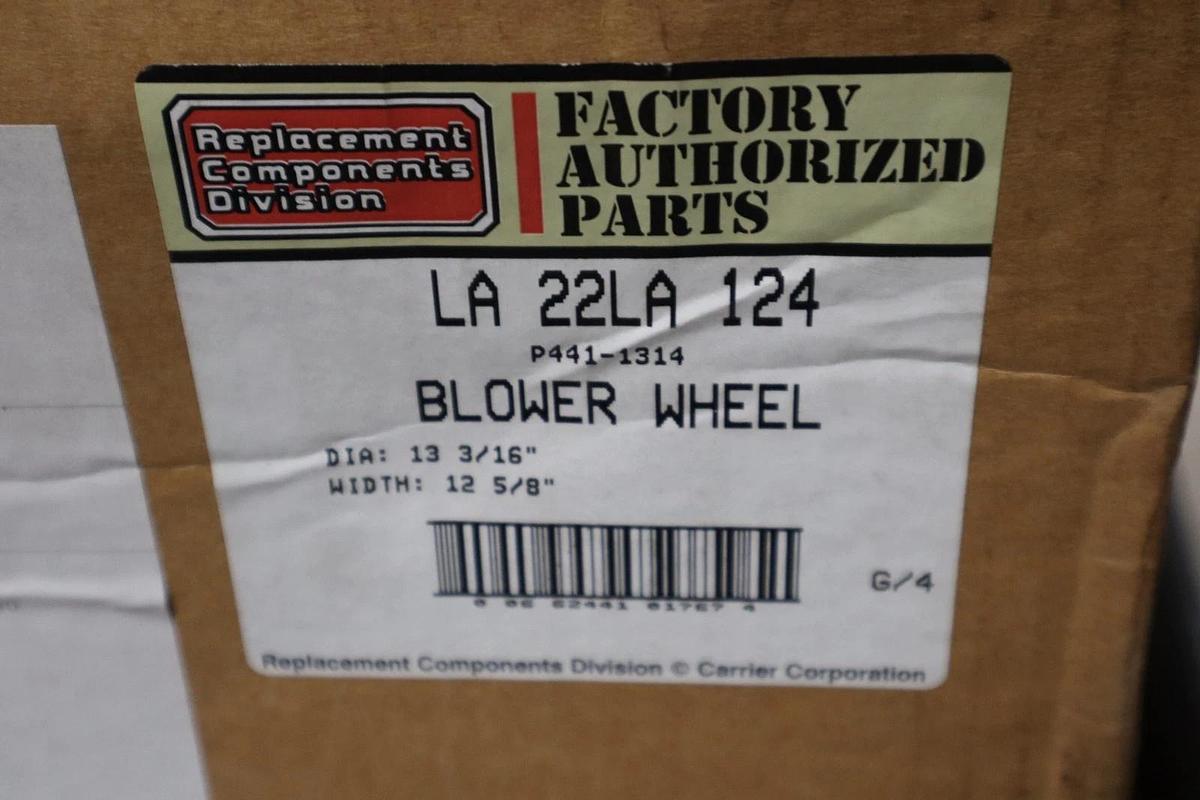 Replacement
Components
Division
FACTORY
AUTHORIZED
PARTS
LA 22LA 124
P441-1314
BLOWER WHEEL
DIA: 13 3/16"
WIDTH: 12 5/8"
G/4
Replacement Components Division © Carrier Corporation